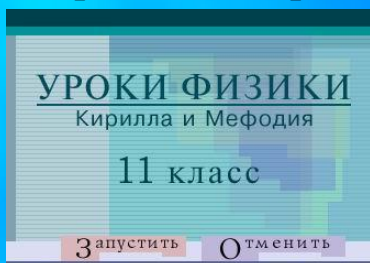 УРОКИ ФИЗИКИ
Кирилла и Мефодия
11 класс
Запустить Отменить